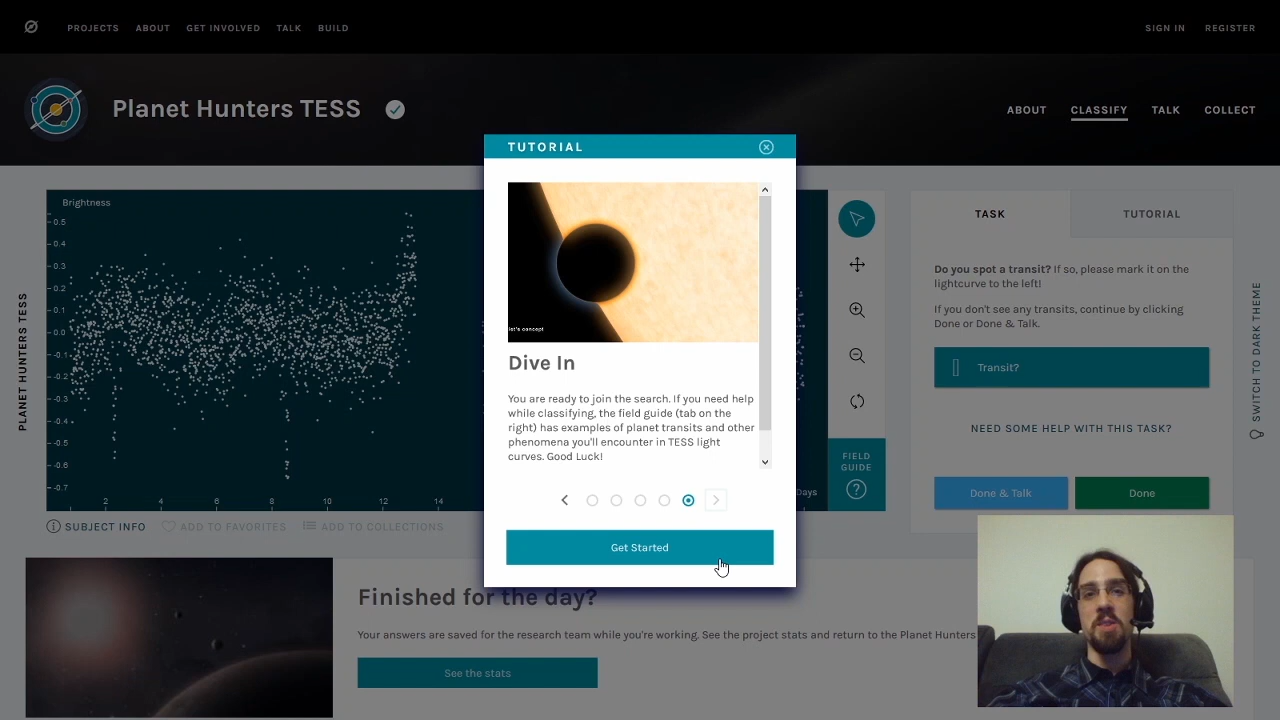 PROJECTS ABOUT GET INVOLVED TALK BUILD SIGN IN REGISTER
Planet Hunters TESS
ABOUT CLASSIFY TALK COLLECT
TUTORIAL
PLANET HUNTERS TESS
Brightness
0.5
0.4
0.3
0.2
0.1
0.0
-0.1
-0.2
-0.3
-0.4
-0.5
-0.6
-0.7
2 4 6 8 10 12 14
Days
Dive In
You are ready to join the search. If you need help
while classifying, the field guide (tab on the
right) has examples of planet transits and other
phenomena you'll encounter in TESS light
curves. Good Luck!
Get Started
FIELD
GUIDE
TASK TUTORIAL
Do you spot a transit? If so, please mark it on the
lightcurve to the left!
If you don't see any transits, continue by clicking
Done or Done & Talk.
Transit?
NEED SOME HELP WITH THIS TASK?
Done & Talk Done
SWITCH TO DARK THEME
SUBJECT INFO ADD TO FAVORITES ADD TO COLLECTIONS
Finished for the day?
Your answers are saved for the research team while you're working. See the project stats and return to the Planet Hunters
See the stats